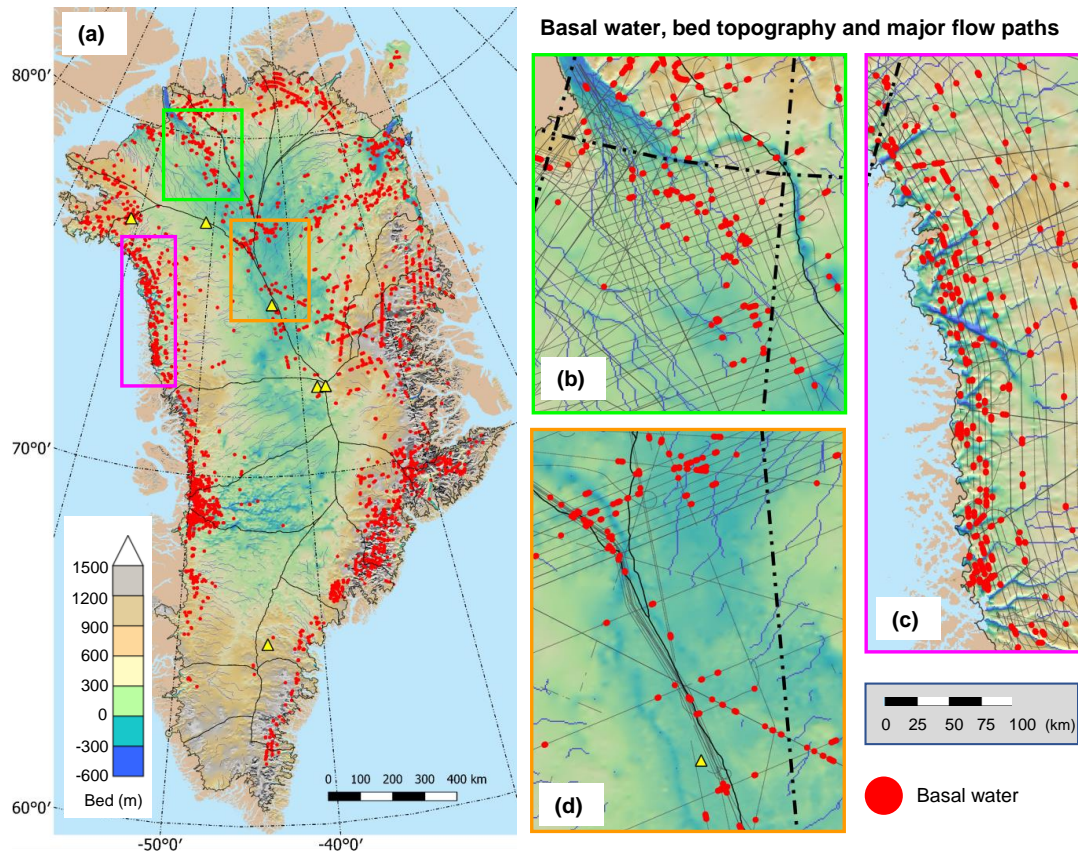 Basal water, bed topography and major flow paths
(a)
80°0'
70°0'
60°0'
-50°0'
-40°0'
1500
1200
900
600
300
0
-300
-600
Bed (m)
0 100 200 300 400 km
(b)
(c)
(d)
0 25 50 75 100 (km)
Basal water